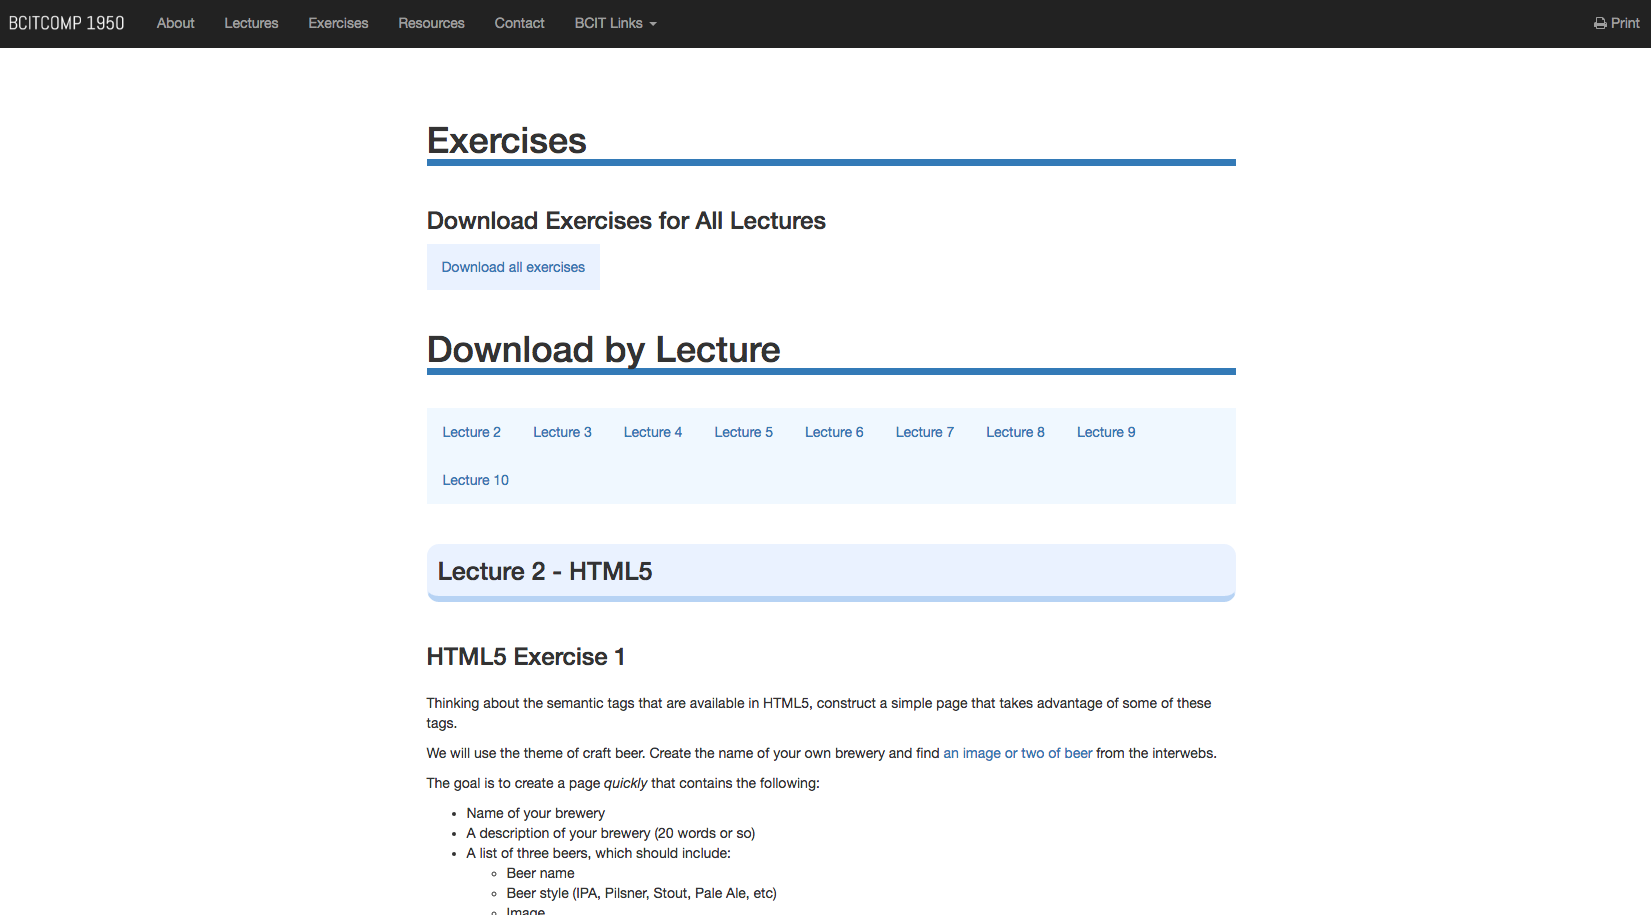 BCITCOMP 1950 About Lectures Exercises Resources Contact BCIT Links Print
Exercises
Download Exercises for All Lectures
Download all exercises
Download by Lecture
Lecture 2 Lecture 3 Lecture 4 Lecture 5 Lecture 6 Lecture 7 Lecture 8 Lecture 9
Lecture 10
Lecture 2 - HTML5
HTML5 Exercise 1
Thinking about the semantic tags that are available in HTML5, construct a simple page that takes advantage of some of these
tags.
We will use the theme of craft beer. Create the name of your own brewery and find an image or two of beer from the interwebs.
The goal is to create a page quickly that contains the following:
• Name of your brewery
• A description of your brewery (20 words or so)
• A list of three beers, which should include:
◦ Beer name
◦ Beer style (IPA, Pilsner, Stout, Pale Ale, etc)
◦ Image